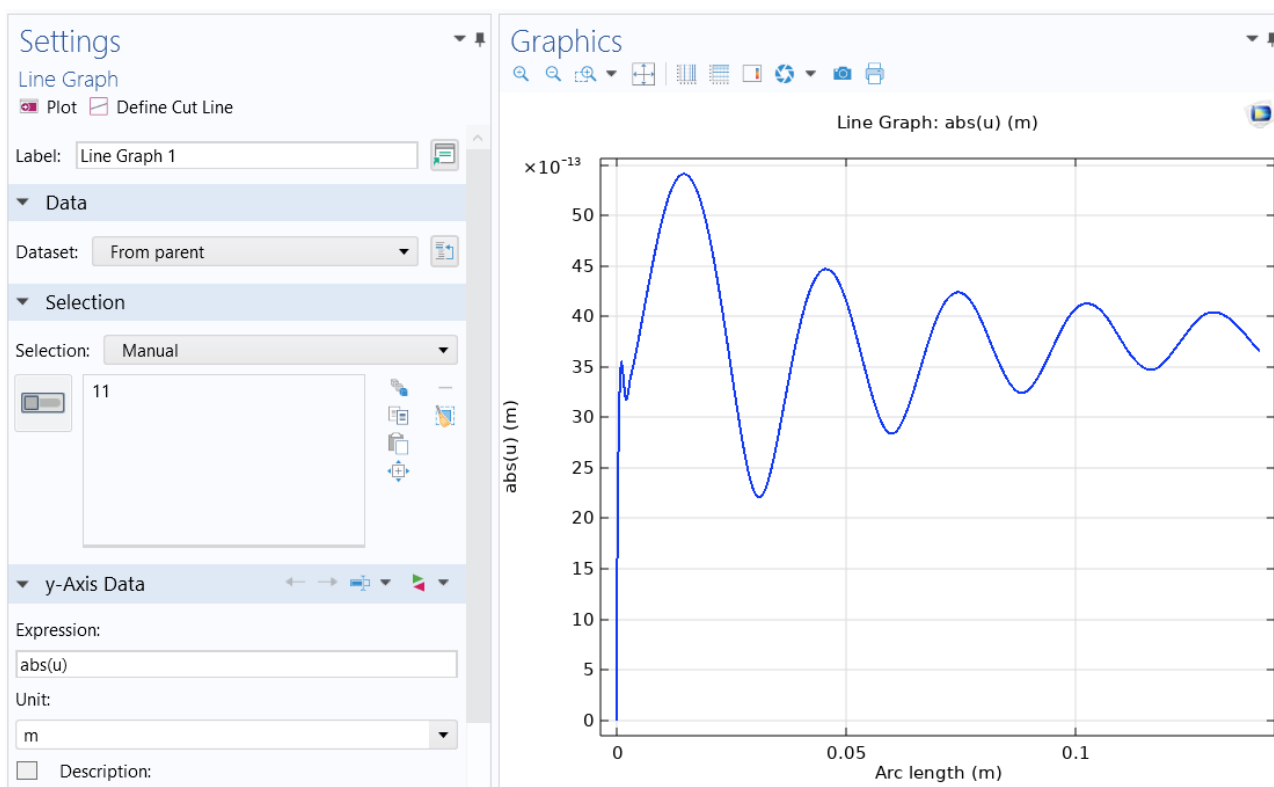 Settings
Line Graph
Plot Define Cut Line
Label: Line Graph 1
Data
Dataset: From parent
Selection
Selection: Manual
11
y-Axis Data
Expression:
abs(u)
Unit:
m
Description:
Graphics
Line Graph: abs(u) (m)
×10⁻¹³
50
45
40
35
30
25
20
15
10
5
0
abs(u) (m)
0 0.05 0.1
Arc length (m)